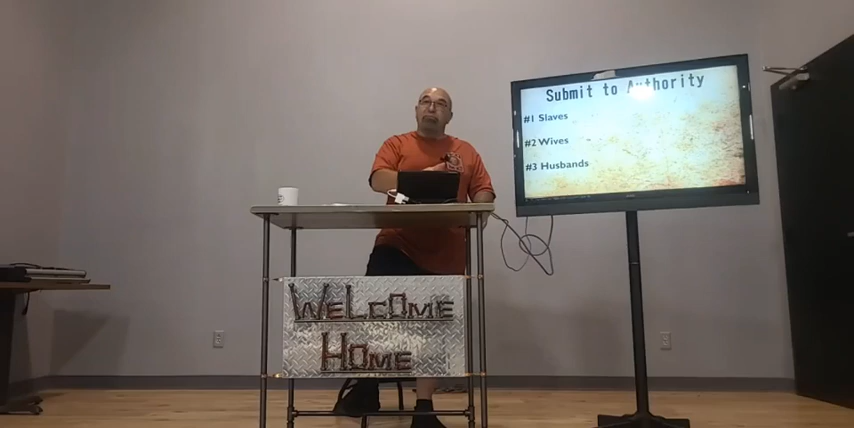 Submit to Authority
#1 Slaves
#2 Wives
#3 Husbands
WELCOME
HOME